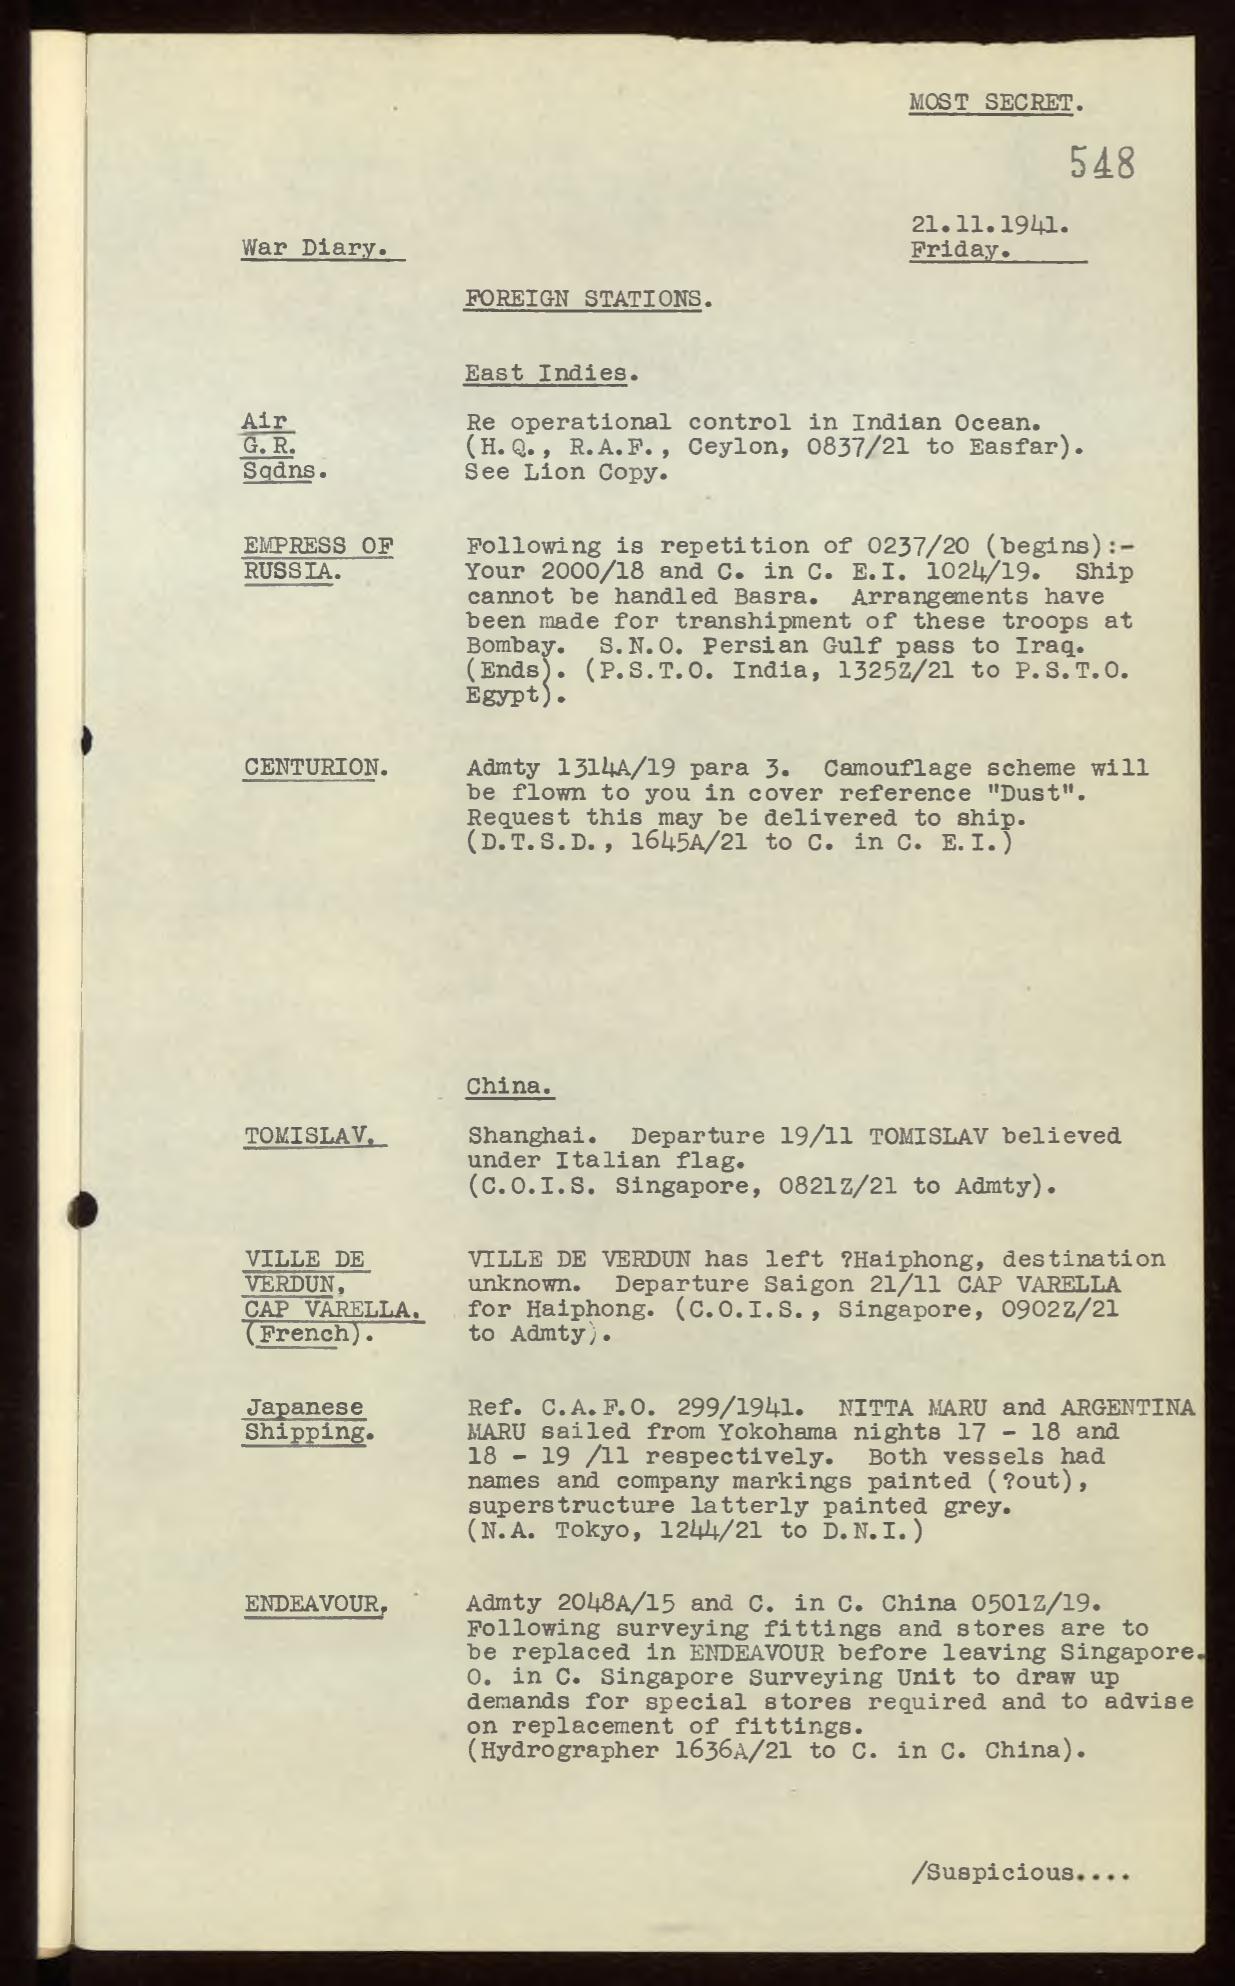 MOST SECRET.
548
21.11.1941.
War Diary.
Friday.
FOREIGN STATIONS.
East Indies.
Air
G.R.
Sqdns.
Re operational control in Indian Ocean.
(H.Q., R.A.F., Ceylon, 0837/21 to Easfar).
See Lion Copy.
EMPRESS OF
RUSSIA.
Following is repetition of 0237/20 (begins):-
Your 2000/18 and C. in C. E.I. 1024/19. Ship
cannot be handled Basra. Arrangements have
been made for transhipment of these troops at
Bombay. S.N.O. Persian Gulf pass to Iraq.
(Ends). (P.S.T.O. India, 1325Z/21 to P.S.T.O.
Egypt).
CENTURION.
Admty 1314A/19 para 3. Camouflage scheme will
be flown to you in cover reference "Dust".
Request this may be delivered to ship.
(D.T.S.D., 1645A/21 to C. in C. E.I.)
China.
TOMISLAV.
Shanghai. Departure 19/11 TOMISLAV believed
under Italian flag.
(C.O.I.S. Singapore, 0821Z/21 to Admty).
VILLE DE
VERDUN,
CAP VARELLA.
(French).
VILLE DE VERDUN has left ?Haiphong, destination
unknown. Departure Saigon 21/11 CAP VARELLA
for Haiphong. (C.O.I.S., Singapore, 0902Z/21
to Admty).
Japanese
Shipping.
Ref. C.A.F.O. 299/1941. NITTA MARU and ARGENTINA
MARU sailed from Yokohama nights 17 - 18 and
18 - 19 /11 respectively. Both vessels had
names and company markings painted (?out),
superstructure latterly painted grey.
(N.A. Tokyo, 1244/21 to D.N.I.)
ENDEAVOUR.
Admty 2048A/15 and C. in C. China 0501Z/19.
Following surveying fittings and stores are to
be replaced in ENDEAVOUR before leaving Singapore.
O. in C. Singapore Surveying Unit to draw up
demands for special stores required and to advise
on replacement of fittings.
(Hydrographer 1636A/21 to C. in C. China).
/Suspicious....